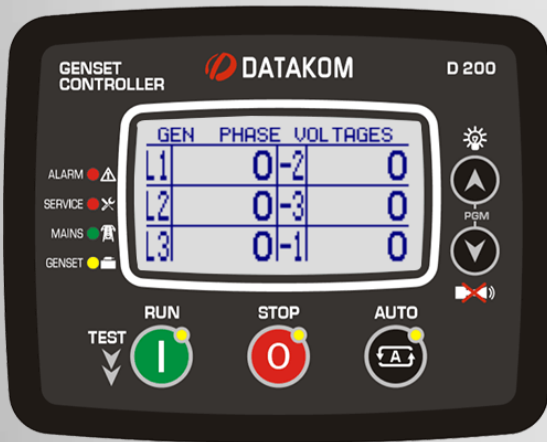 GENSET
CONTROLLER
DATAKOM
D 200
GEN PHASE VOLTAGES
L1 0 -2 0
L2 0 -3 0
L3 0 -1 0
ALARM
SERVICE
MAINS
GENSET
PGM
RUN
STOP
AUTO
TEST
I
O
A